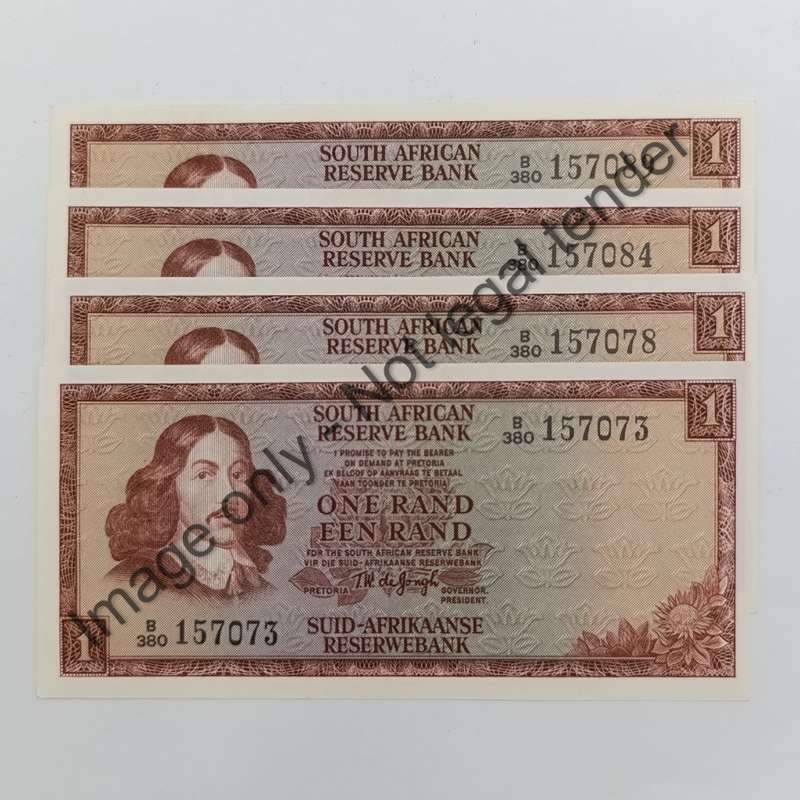 SOUTH AFRICAN
RESERVE BANK
B
380
1
SOUTH AFRICAN
RESERVE BANK
B
380 157084
1
SOUTH AFRICAN
RESERVE BANK
B
380 157078
1
SOUTH AFRICAN
RESERVE BANK
B
380 157073
1
I PROMISE TO PAY THE BEARER
ON DEMAND AT PRETORIA
EK BELOOF OP AANVRAAG TE BETAAL
AAN TOONDER TE PRETORIA
ONE RAND
EEN RAND
FOR THE SOUTH AFRICAN RESERVE BANK
VIR DIE SUID-AFRIKAANSE RESERWEBANK
T.W. de Jongh
PRETORIA
GOVERNOR.
PRESIDENT.
1
B
380 157073
SUID-AFRIKAANSE
RESERWEBANK
Image only - Not legal tender